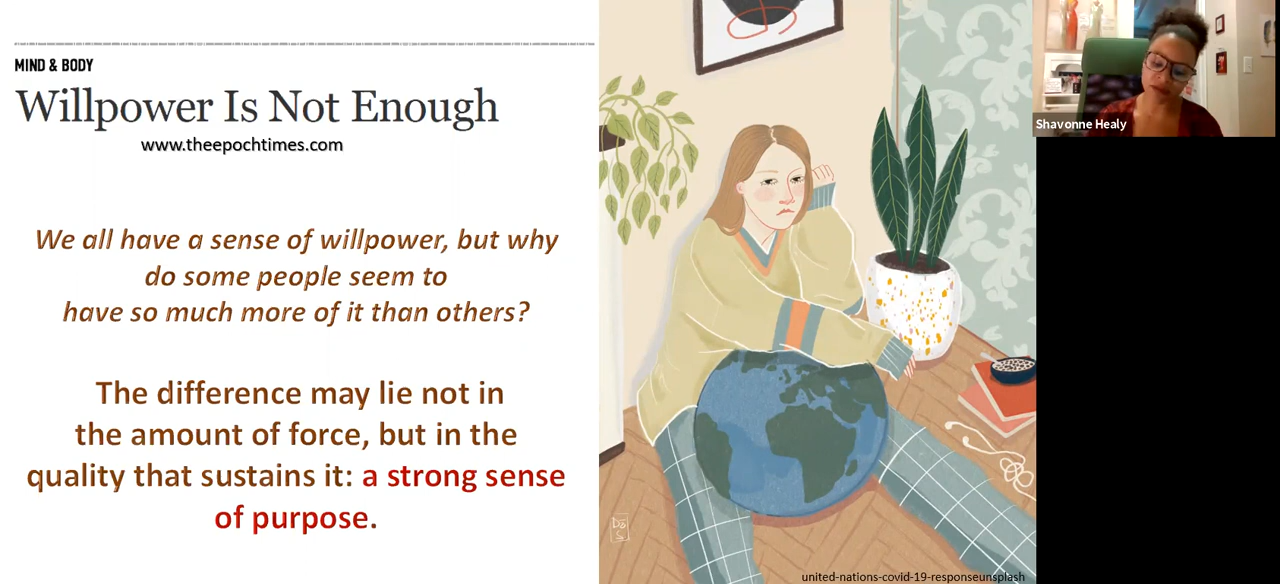 MIND & BODY
Willpower Is Not Enough
www.theepochtimes.com
We all have a sense of willpower, but why
do some people seem to
have so much more of it than others?
The difference may lie not in
the amount of force, but in the
quality that sustains it: a strong sense
of purpose.
united-nations-covid-19-responseunsplash
Shavonne Healy